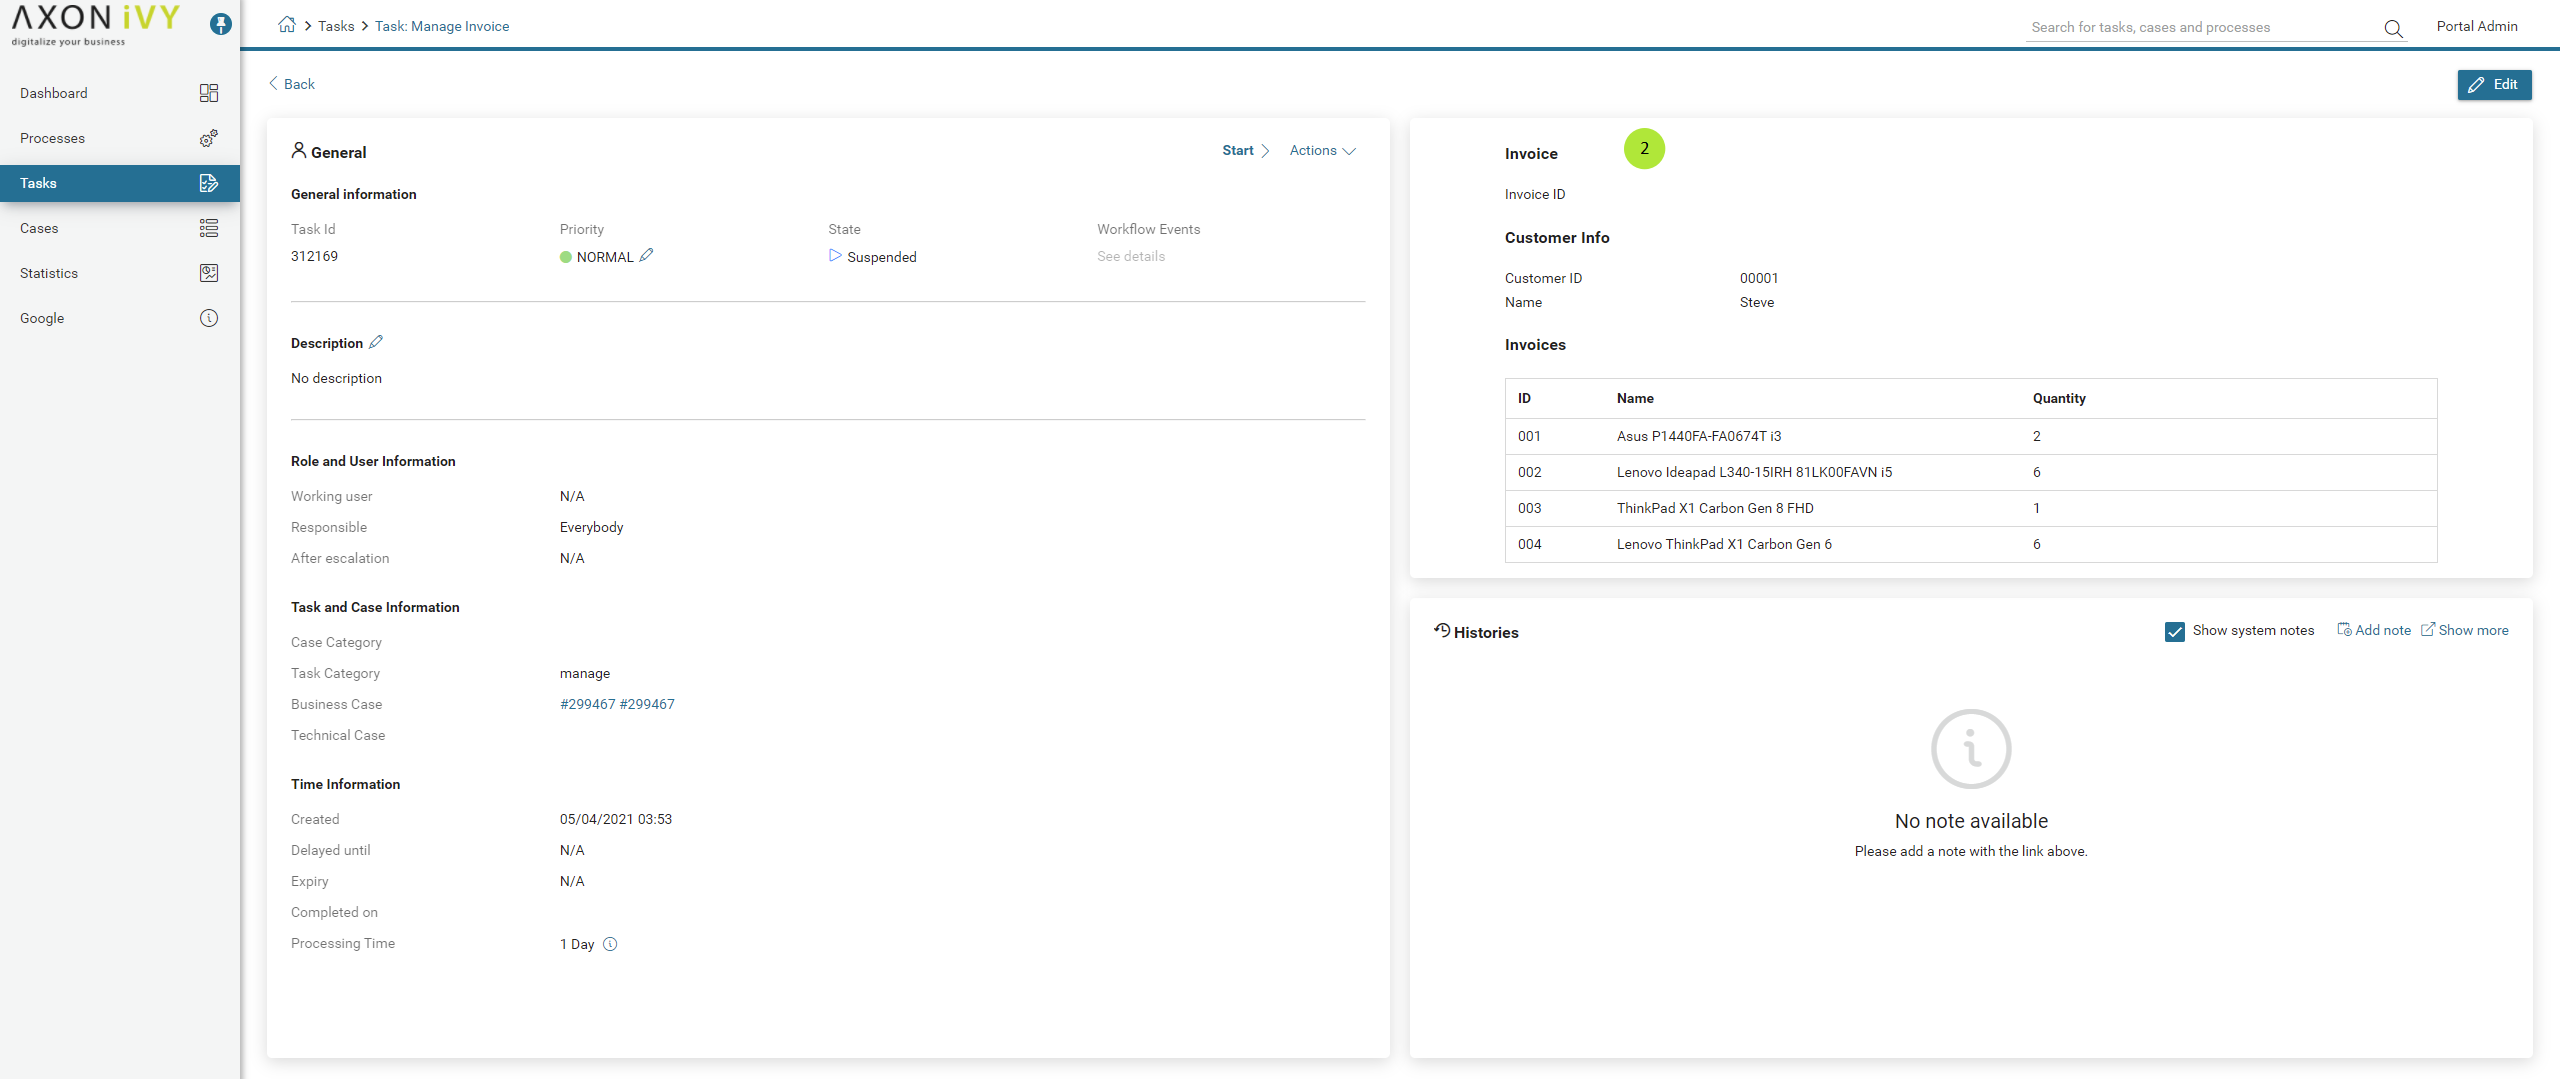 AXON iVY
digitalize your business
Dashboard
Processes
Tasks
Cases
Statistics
Google
Tasks
Task: Manage Invoice
Search for tasks, cases and processes
Portal Admin
Back
Edit
General
Start
Actions
General information
Task Id
Priority
State
Workflow Events
312169
NORMAL
Suspended
See details
Description
No description
Role and User Information
Working user N/A
Responsible Everybody
After escalation N/A
Task and Case Information
Case Category
Task Category manage
Business Case #299467 #299467
Technical Case
Time Information
Created 05/04/2021 03:53
Delayed until N/A
Expiry N/A
Completed on
Processing Time 1 Day
Invoice
2
Invoice ID
Customer Info
Customer ID 00001
Name Steve
Invoices
ID Name Quantity
001 Asus P1440FA-FA0674T i3 2
002 Lenovo Ideapad L340-15IRH 81LK00FAVN i5 6
003 ThinkPad X1 Carbon Gen 8 FHD 1
004 Lenovo ThinkPad X1 Carbon Gen 6 6
Histories
Show system notes
Add note
Show more
No note available
Please add a note with the link above.